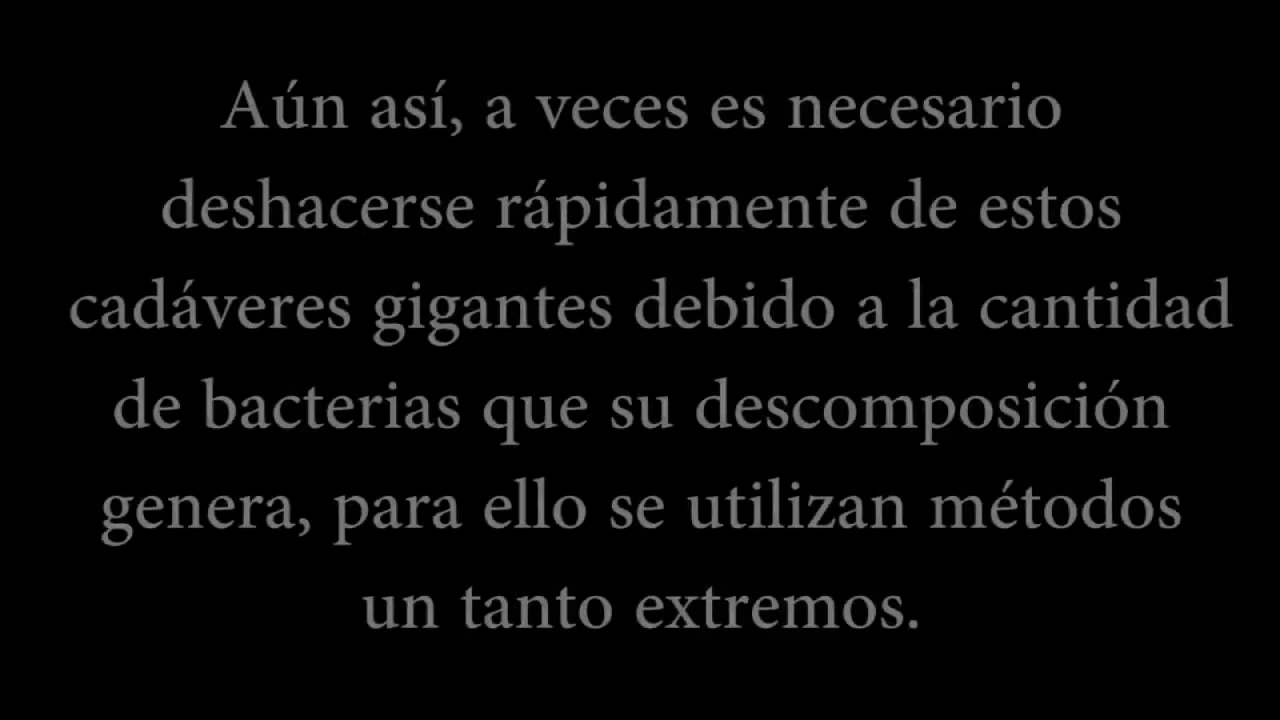 Aún así, a veces es necesario
deshacerse rápidamente de estos
cadáveres gigantes debido a la cantidad
de bacterias que su descomposición
genera, para ello se utilizan métodos
un tanto extremos.